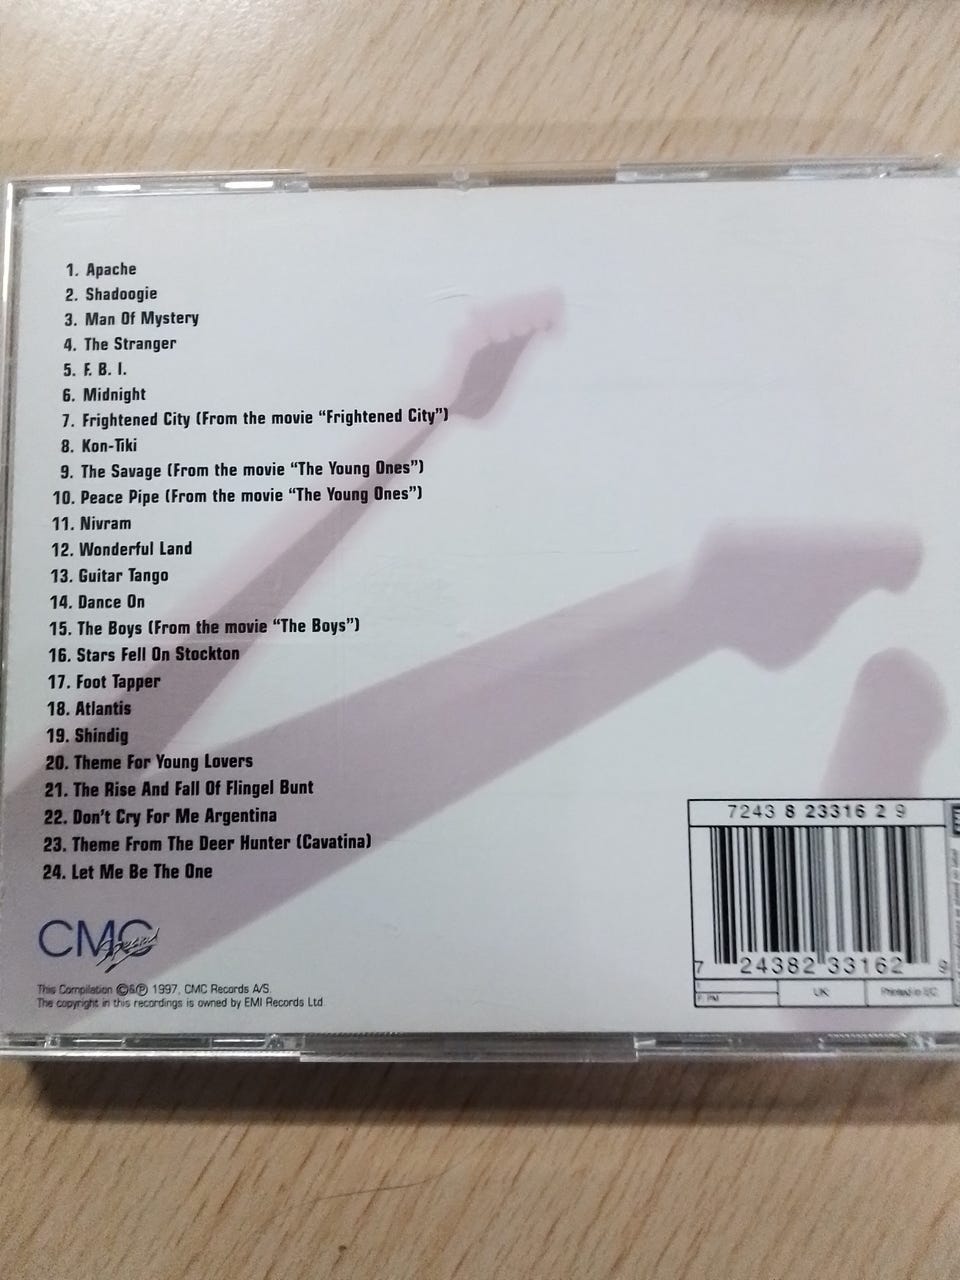 1. Apache
2. Shadoogie
3. Man Of Mystery
4. The Stranger
5. F. B. I.
6. Midnight
7. Frightened City (From the movie “Frightened City”)
8. Kon-Tiki
9. The Savage (From the movie “The Young Ones”)
10. Peace Pipe (From the movie “The Young Ones”)
11. Nivram
12. Wonderful Land
13. Guitar Tango
14. Dance On
15. The Boys (From the movie “The Boys”)
16. Stars Fell On Stockton
17. Foot Tapper
18. Atlantis
19. Shindig
20. Theme For Young Lovers
21. The Rise And Fall Of Flingel Bunt
22. Don't Cry For Me Argentina
23. Theme From The Deer Hunter (Cavatina)
24. Let Me Be The One
CMC Special
This Compilation ©&℗ 1997, CMC Records A/S.
The copyright in this recordings is owned by EMI Records Ltd
7243 8 23316 2 9
7 24382 33162 9
UK:
Printed in